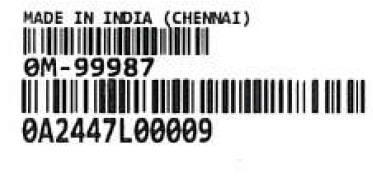 MADE IN INDIA (CHENNAI)
0M-99987
0A2447L00009